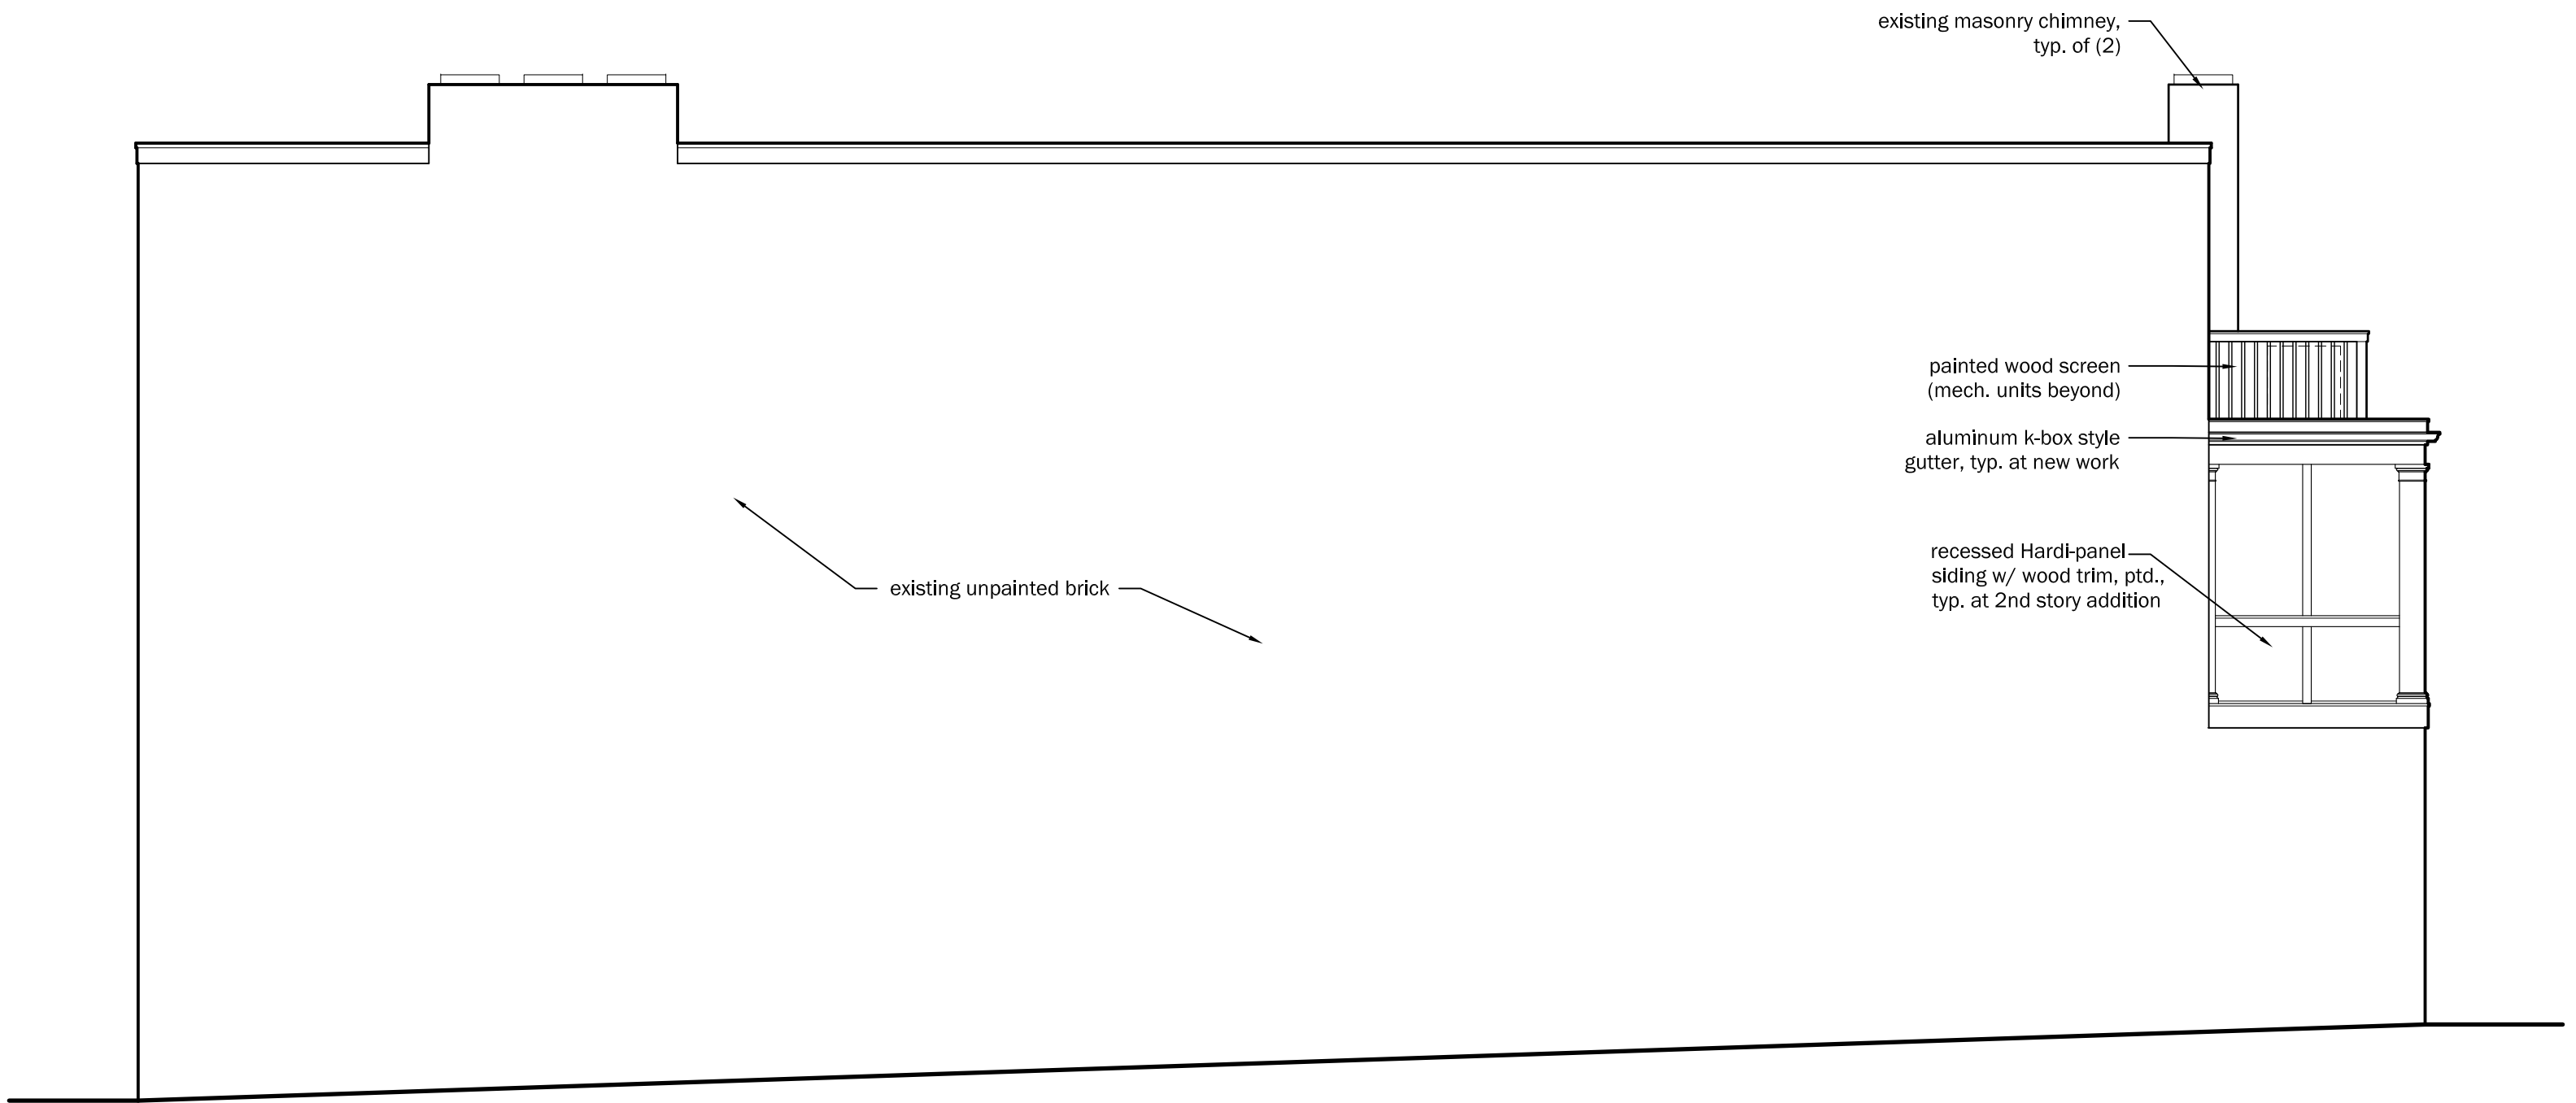 existing masonry chimney,
typ. of (2)
painted wood screen
(mech. units beyond)
aluminum k-box style
gutter, typ. at new work
recessed Hardi-panel
siding w/ wood trim, ptd.,
typ. at 2nd story addition
existing unpainted brick